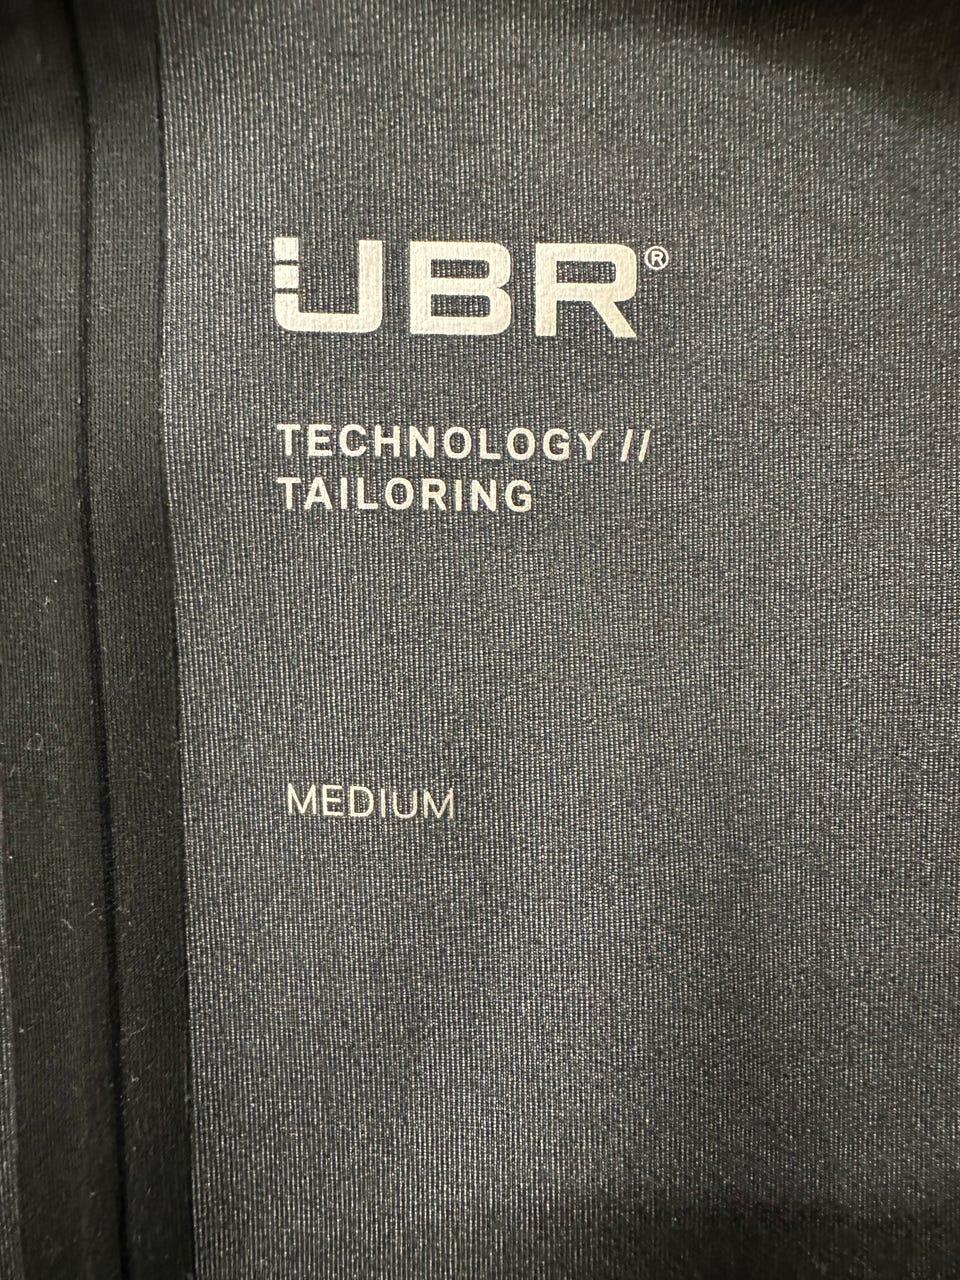 UBR®
TECHNOLOGY //
TAILORING
MEDIUM